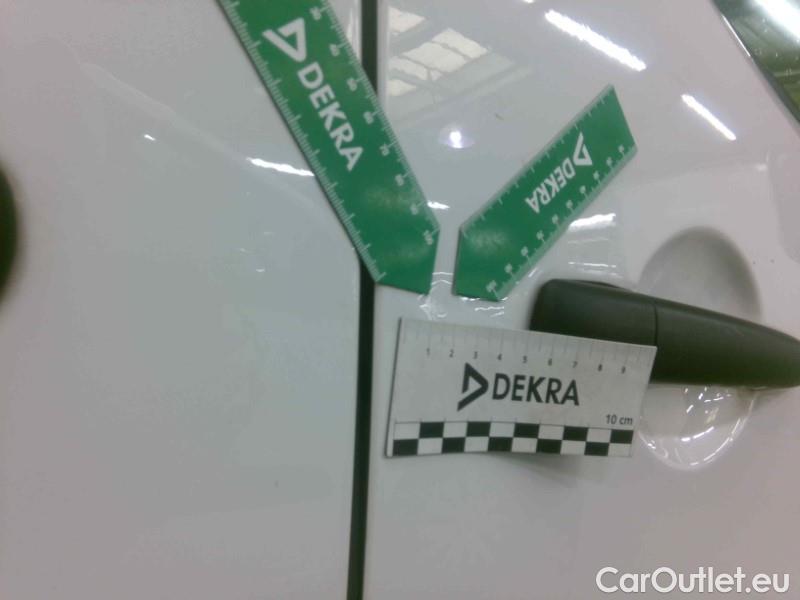 DEKRA
DEKRA
1 2 3 4 5 6 7 8 9
DEKRA
10 cm
CarOutlet.eu